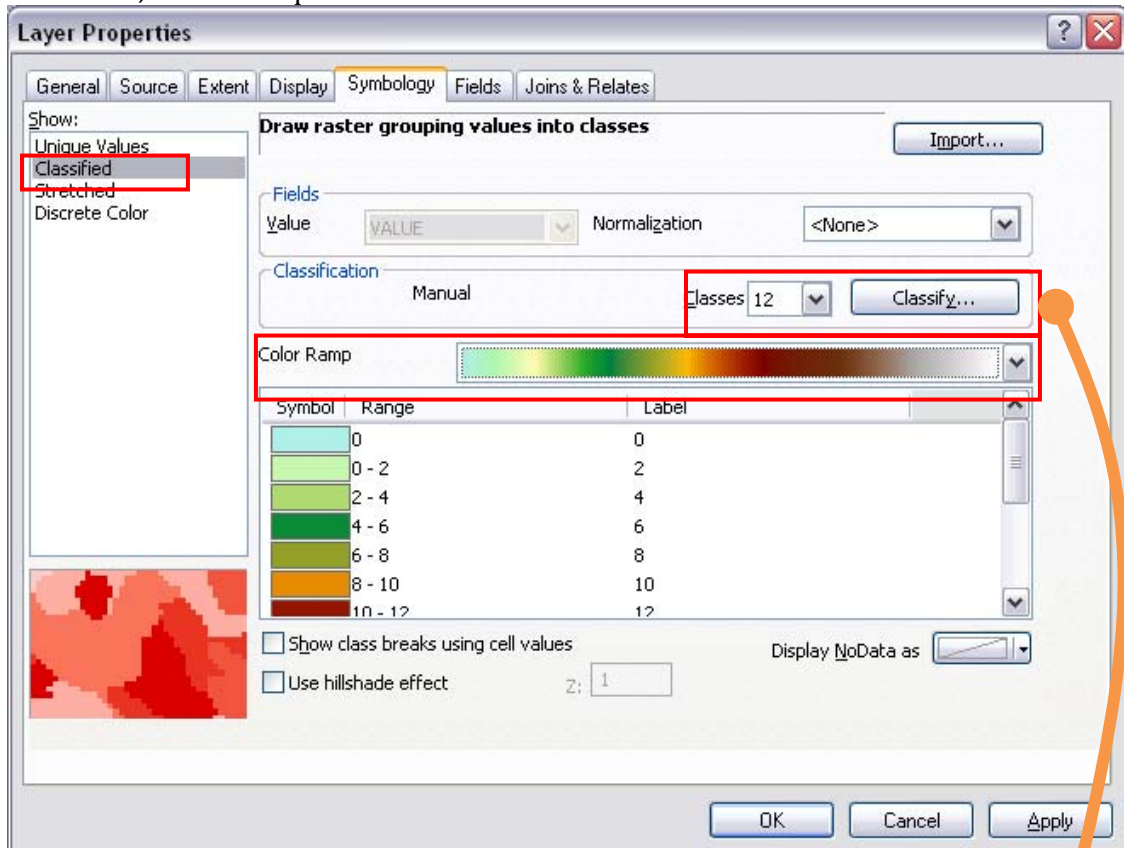 Layer Properties
General Source Extent Display Symbology Fields Joins & Relates
Show:
Unique Values
Classified
Stretched
Discrete Color
Draw raster grouping values into classes
Import...
Fields
Value VALUE Normalization <None>
Classification
Manual Classes 12 Classify...
Color Ramp
Symbol Range Label
0 0
0 - 2 2
2 - 4 4
4 - 6 6
6 - 8 8
8 - 10 10
10 - 12 12
Show class breaks using cell values
Display NoData as
Use hillshade effect Z: 1
OK Cancel Apply